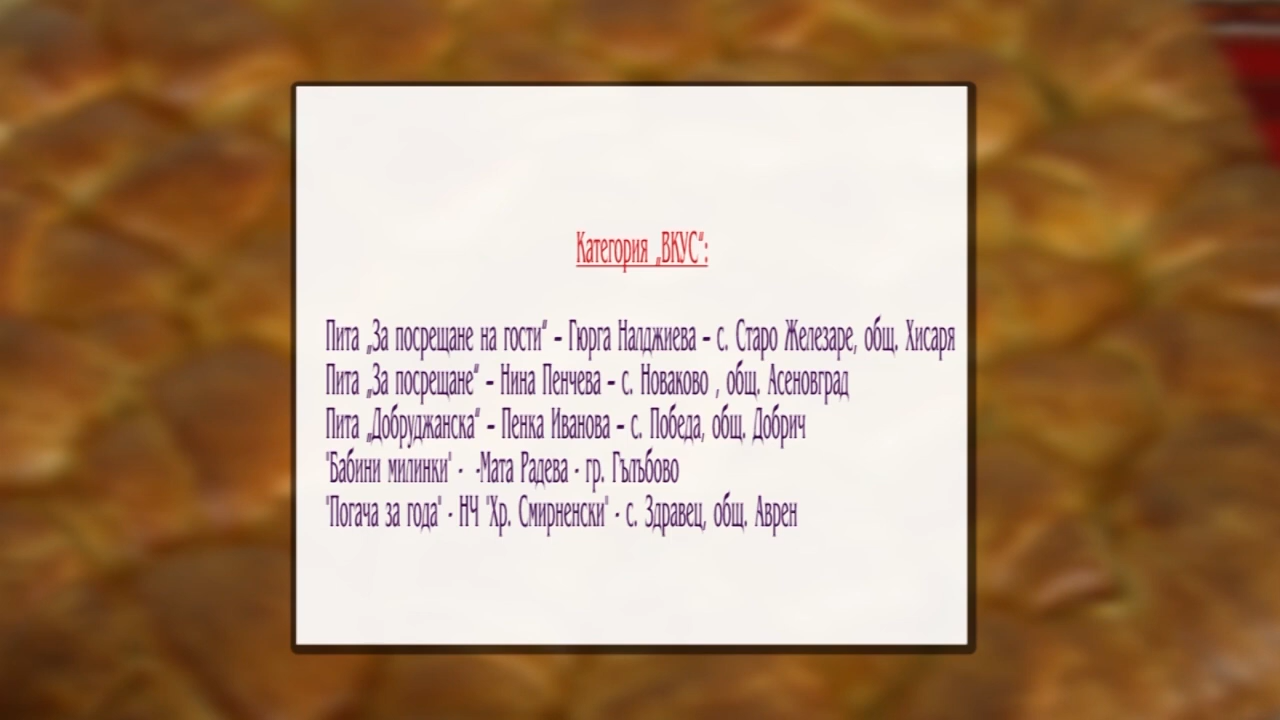 Категория „ВКУС“:
Пита „За посрещане на гости“ – Гюрга Налджиева – с. Старо Железаре, общ. Хисаря
Пита „За посрещане“ – Нина Пенчева – с. Новаково , общ. Асеновград
Пита „Добруджанска“ – Пенка Иванова – с. Победа, общ. Добрич
"Бабини милинки" - -Мата Радева - гр. Гълъбово
"Погача за года" - НЧ "Хр. Смирненски" - с. Здравец, общ. Аврен